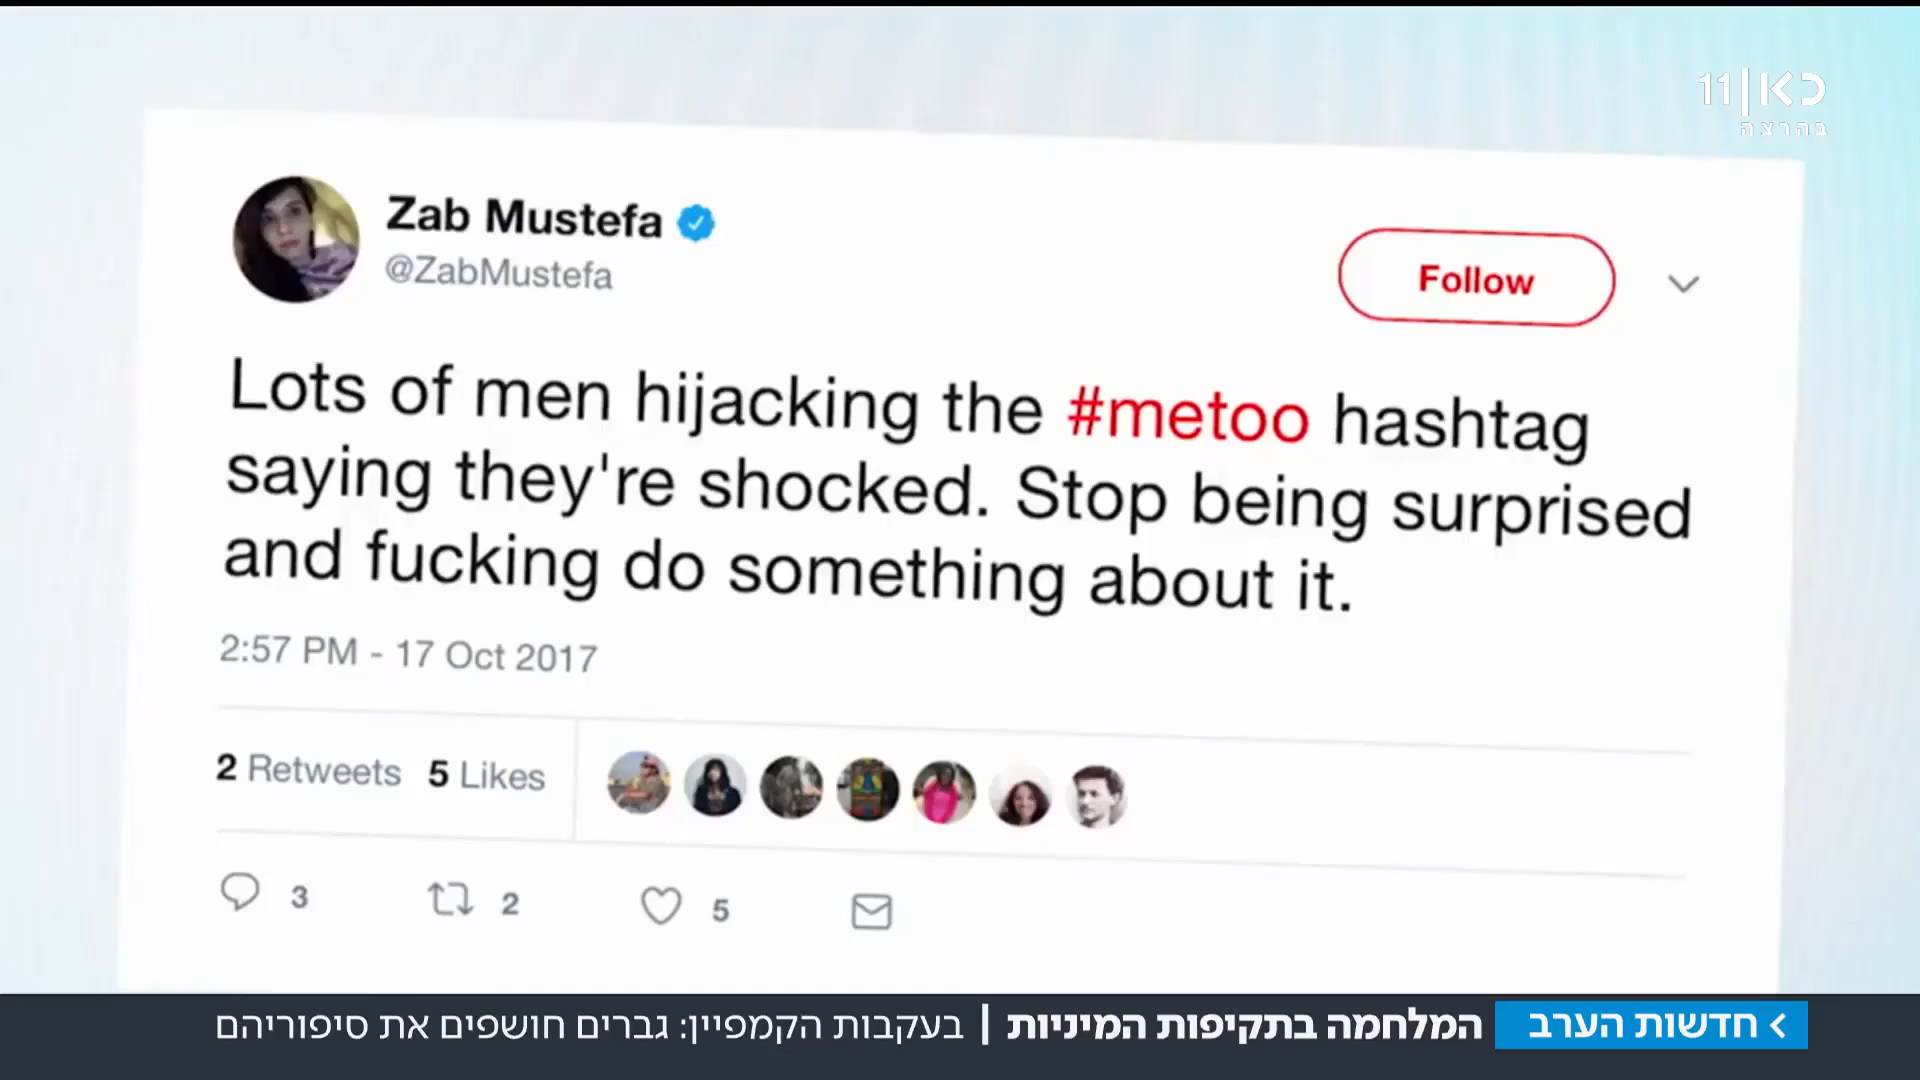 כאן 11
בהרצה
Zab Mustefa
@ZabMustefa
Follow
Lots of men hijacking the #metoo hashtag
saying they're shocked. Stop being surprised
and fucking do something about it.
2:57 PM - 17 Oct 2017
2 Retweets 5 Likes
3 2 5
חדשות הערב
המלחמה בתקיפות המיניות | בעקבות הקמפיין: גברים חושפים את סיפוריהם